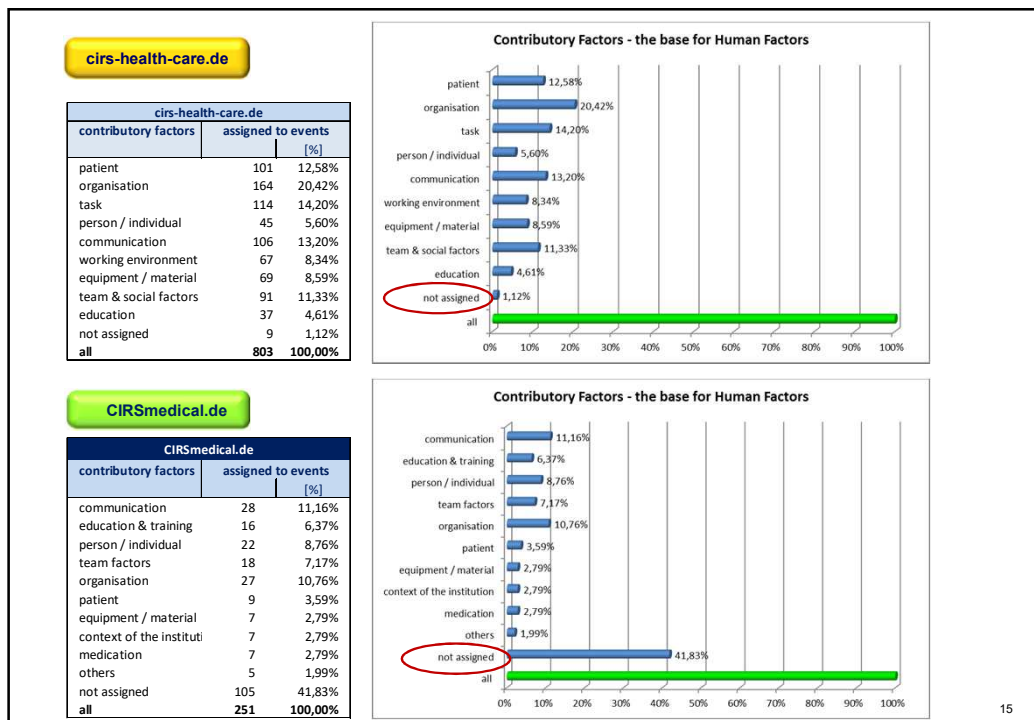 cirs-health-care.de
cirs-health-care.de
contributory factors assigned to events
[%]
patient 101 12,58%
organisation 164 20,42%
task 114 14,20%
person / individual 45 5,60%
communication 106 13,20%
working environment 67 8,34%
equipment / material 69 8,59%
team & social factors 91 11,33%
education 37 4,61%
not assigned 9 1,12%
all 803 100,00%
Contributory Factors - the base for Human Factors
patient 12,58%
organisation 20,42%
task 14,20%
person / individual 5,60%
communication 13,20%
working environment 8,34%
equipment / material 8,59%
team & social factors 11,33%
education 4,61%
not assigned 1,12%
all
0% 10% 20% 30% 40% 50% 60% 70% 80% 90% 100%
CIRSmedical.de
CIRSmedical.de
contributory factors assigned to events
[%]
communication 28 11,16%
education & training 16 6,37%
person / individual 22 8,76%
team factors 18 7,17%
organisation 27 10,76%
patient 9 3,59%
equipment / material 7 2,79%
context of the instituti 7 2,79%
medication 7 2,79%
others 5 1,99%
not assigned 105 41,83%
all 251 100,00%
Contributory Factors - the base for Human Factors
communication 11,16%
education & training 6,37%
person / individual 8,76%
team factors 7,17%
organisation 10,76%
patient 3,59%
equipment / material 2,79%
context of the institution 2,79%
medication 2,79%
others 1,99%
not assigned 41,83%
all
0% 10% 20% 30% 40% 50% 60% 70% 80% 90% 100%
15